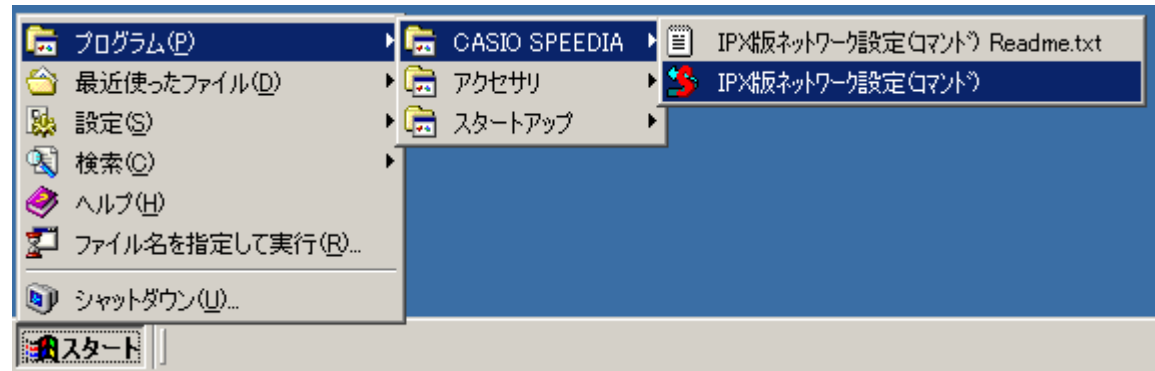 プログラム(P)
最近使ったファイル(D)
設定(S)
検索(C)
ヘルプ(H)
ファイル名を指定して実行(R)...
シャットダウン(U)...
スタート
CASIO SPEEDIA
アクセサリ
スタートアップ
IPX版ネットワーク設定(コマンド) Readme.txt
IPX版ネットワーク設定(コマンド)